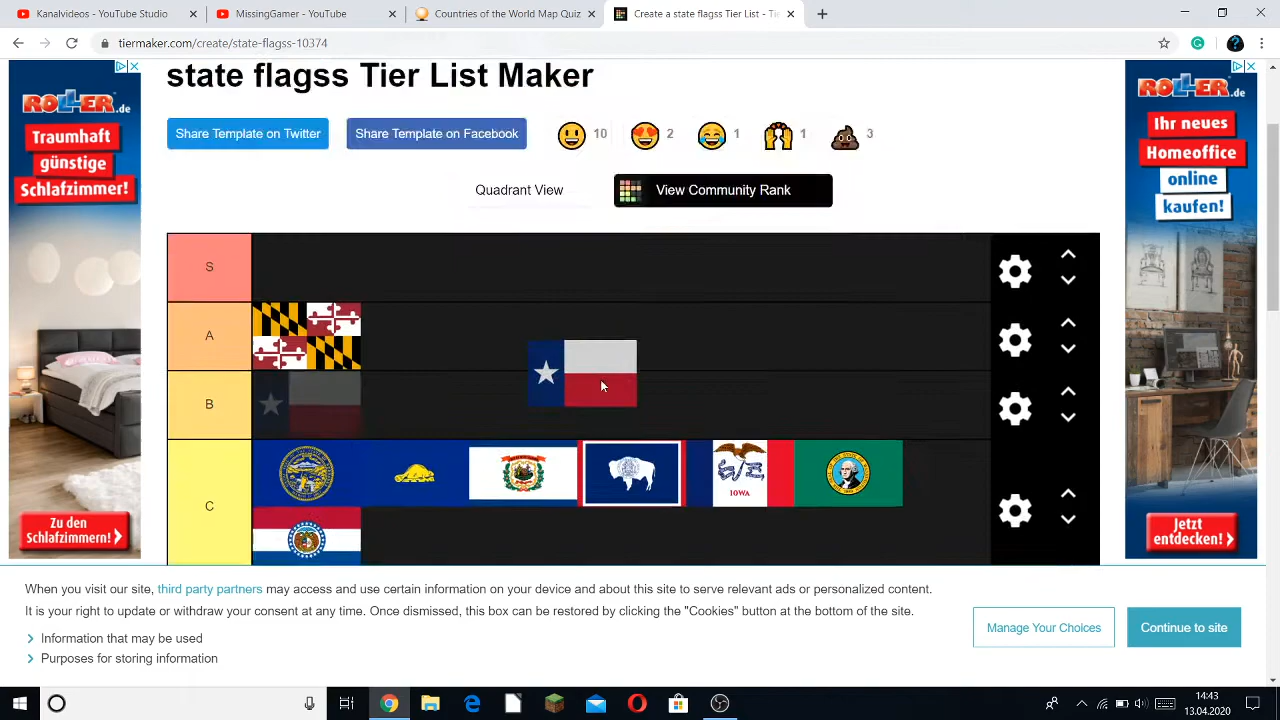 KanalYouTube - YouTube Studio
MissingGames - YouTube
Countries of the World Map Quiz
Create a state flagss Tier List - Tie
tiermaker.com/create/state-flagss-10374
state flagss Tier List Maker
Share Template on Twitter
Share Template on Facebook
10
2
1
1
3
Quadrant View
View Community Rank
ROLLER.de
Traumhaft
günstige
Schlafzimmer!
Zu den
Schlafzimmern!
ROLLER.de
Ihr neues
Homeoffice
online
kaufen!
Jetzt
entdecken!
S
A
B
C
IOWA
When you visit our site, third party partners may access and use certain information on your device and about this site to serve relevant ads or personalized content.
It is your right to update or withdraw your consent at any time. Once dismissed, this box can be restored by clicking the "Cookies" button at the bottom of the site.
Information that may be used
Purposes for storing information
Manage Your Choices
Continue to site
14:43
13.04.2020